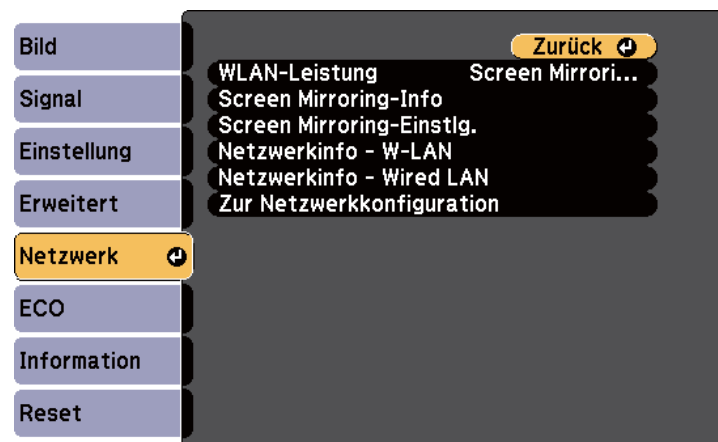 Bild
Signal
Einstellung
Erweitert
Netzwerk
ECO
Information
Reset
Zurück
WLAN-Leistung Screen Mirrori...
Screen Mirroring-Info
Screen Mirroring-Einstlg.
Netzwerkinfo - W-LAN
Netzwerkinfo - Wired LAN
Zur Netzwerkkonfiguration